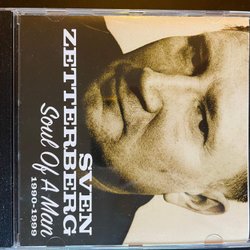 SVEN
ZETTERBERG
Soul Of A Man
1990-1999